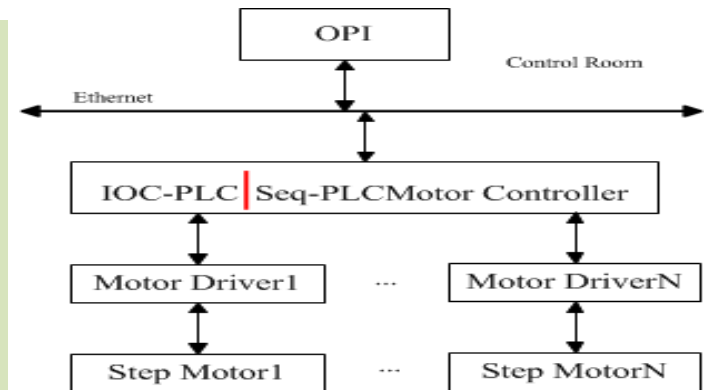 OPI
Control Room
Ethernet
IOC-PLC Seq-PLCMotor Controller
Motor Driver1 ... Motor DriverN
Step Motor1 ... Step MotorN